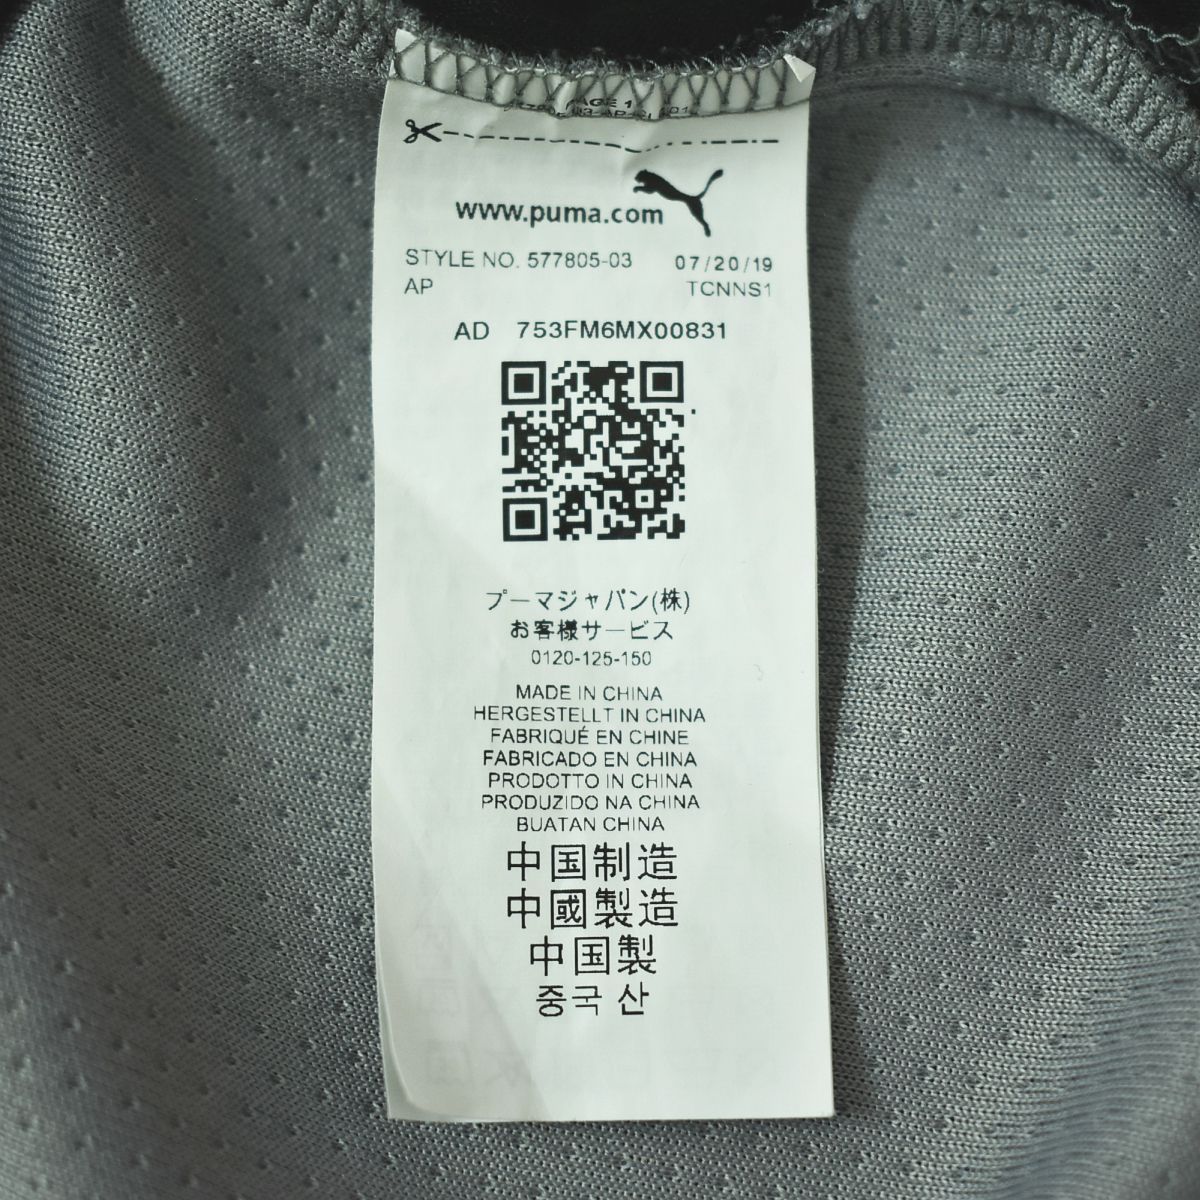 PAGE 1
www.puma.com
STYLE NO. 577805-03 07/20/19
AP TCNNS1
AD 753FM6MX00831
プーマジャパン(株)
お客様サービス
0120-125-150
MADE IN CHINA
HERGESTELLT IN CHINA
FABRIQUÉ EN CHINE
FABRICADO EN CHINA
PRODOTTO IN CHINA
PRODUZIDO NA CHINA
BUATAN CHINA
中国制造
中國製造
中国製
중국 산